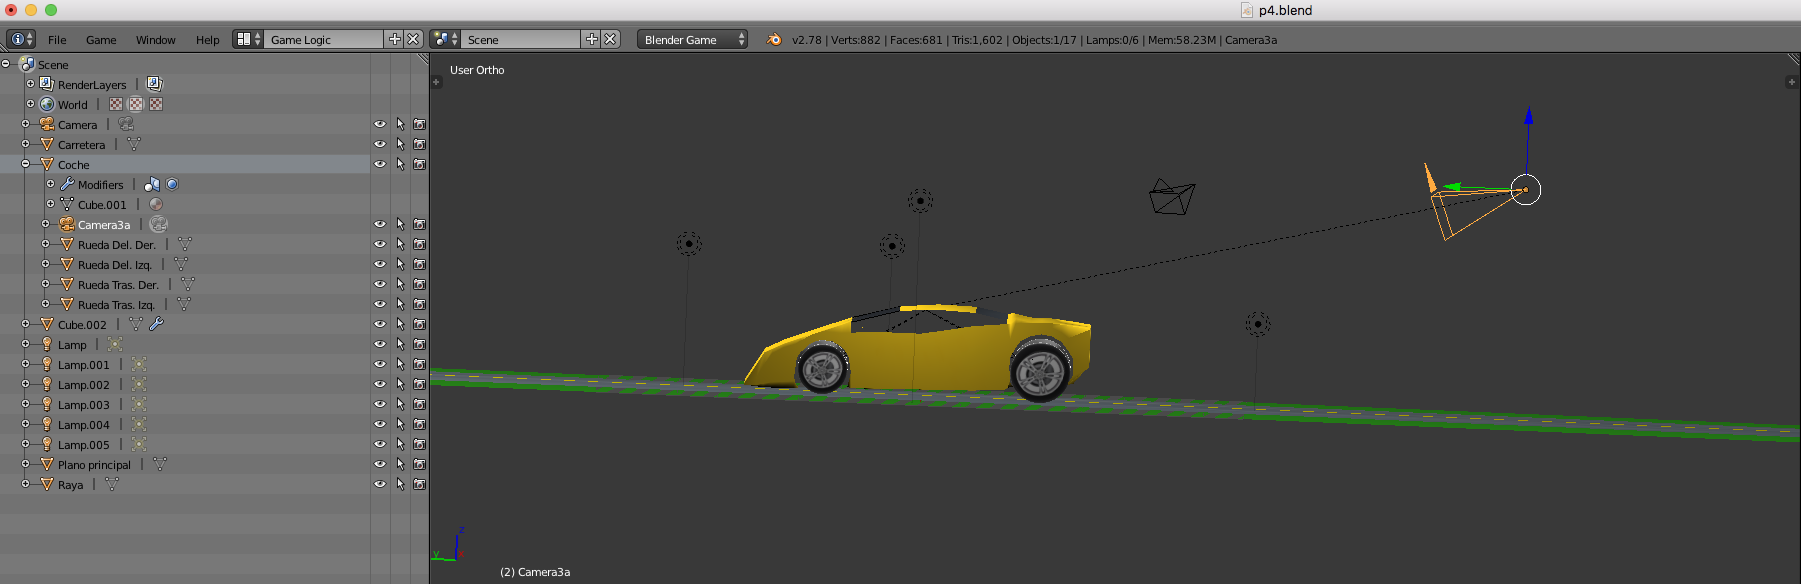 p4.blend
File Game Window Help Game Logic Scene Blender Game v2.78 | Verts:882 | Faces:681 | Tris:1,602 | Objects:1/17 | Lamps:0/6 | Mem:58.23M | Camera3a
Scene
RenderLayers
World
Camera
Carretera
Coche
Modifiers
Cube.001
Camera3a
Rueda Del. Der.
Rueda Del. Izq.
Rueda Tras. Der.
Rueda Tras. Izq.
Cube.002
Lamp
Lamp.001
Lamp.002
Lamp.003
Lamp.004
Lamp.005
Plano principal
Raya
User Ortho
z
y
(2) Camera3a